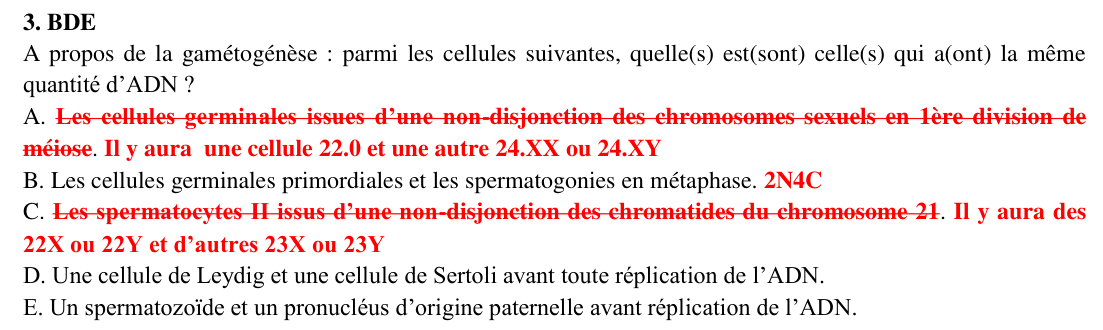 3. BDE
A propos de la gamétogénèse : parmi les cellules suivantes, quelle(s) est(sont) celle(s) qui a(ont) la même
quantité d'ADN ?
A. Les cellules germinales issues d'une non-disjonction des chromosomes sexuels en 1ère division de
méiose. Il y aura une cellule 22.0 et une autre 24.XX ou 24.XY
B. Les cellules germinales primordiales et les spermatogonies en métaphase. 2N4C
C. Les spermatocytes II issus d'une non-disjonction des chromatides du chromosome 21. Il y aura des
22X ou 22Y et d'autres 23X ou 23Y
D. Une cellule de Leydig et une cellule de Sertoli avant toute réplication de l'ADN.
E. Un spermatozoïde et un pronucléus d'origine paternelle avant réplication de l'ADN.